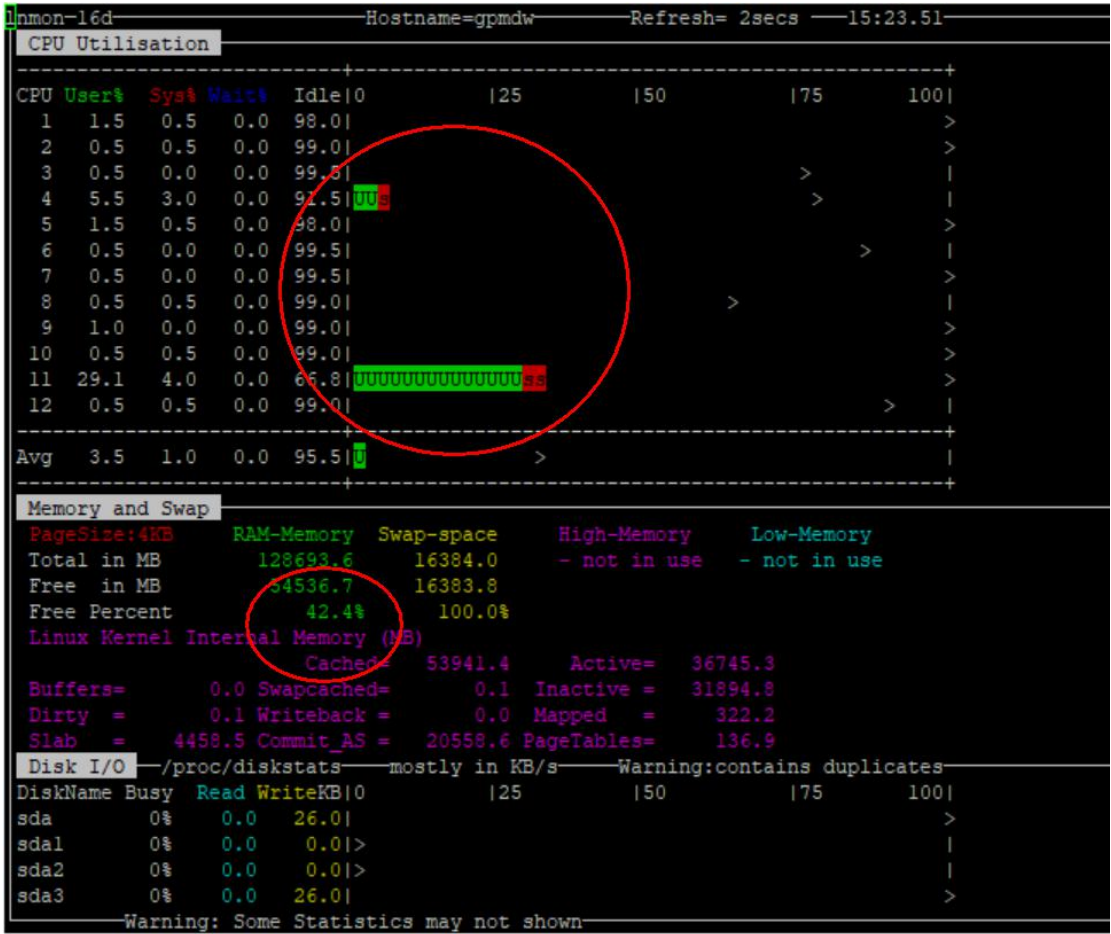 lnmon-16d Hostname=gpmdw Refresh= 2secs 15:23.51
CPU Utilisation
CPU User% Sys% Wait% Idle|0 |25 |50 |75 100|
1 1.5 0.5 0.0 98.0| >
2 0.5 0.5 0.0 99.0| >
3 0.5 0.0 0.0 99.5| > |
4 5.5 3.0 0.0 91.5|UUs > |
5 1.5 0.5 0.0 98.0| >
6 0.5 0.0 0.0 99.5| > |
7 0.5 0.0 0.0 99.5| >
8 0.5 0.5 0.0 99.0| > |
9 1.0 0.0 0.0 99.0| >
10 0.5 0.5 0.0 99.0| >
11 29.1 4.0 0.0 66.8|UUUUUUUUUUUUUUss >
12 0.5 0.5 0.0 99.0| > |
Avg 3.5 1.0 0.0 95.5|U > |
Memory and Swap
PageSize:4KB RAM-Memory Swap-space High-Memory Low-Memory
Total in MB 128693.6 16384.0 - not in use - not in use
Free in MB 54536.7 16383.8
Free Percent 42.4% 100.0%
Linux Kernel Internal Memory (MB)
Cached= 53941.4 Active= 36745.3
Buffers= 0.0 Swapcached= 0.1 Inactive = 31894.8
Dirty = 0.1 Writeback = 0.0 Mapped = 322.2
Slab = 4458.5 Commit_AS = 20558.6 PageTables= 136.9
Disk I/O /proc/diskstats mostly in KB/s Warning:contains duplicates
DiskName Busy Read WriteKB|0 |25 |50 |75 100|
sda 0% 0.0 26.0| >
sda1 0% 0.0 0.0|> |
sda2 0% 0.0 0.0|> |
sda3 0% 0.0 26.0| >
Warning: Some Statistics may not shown